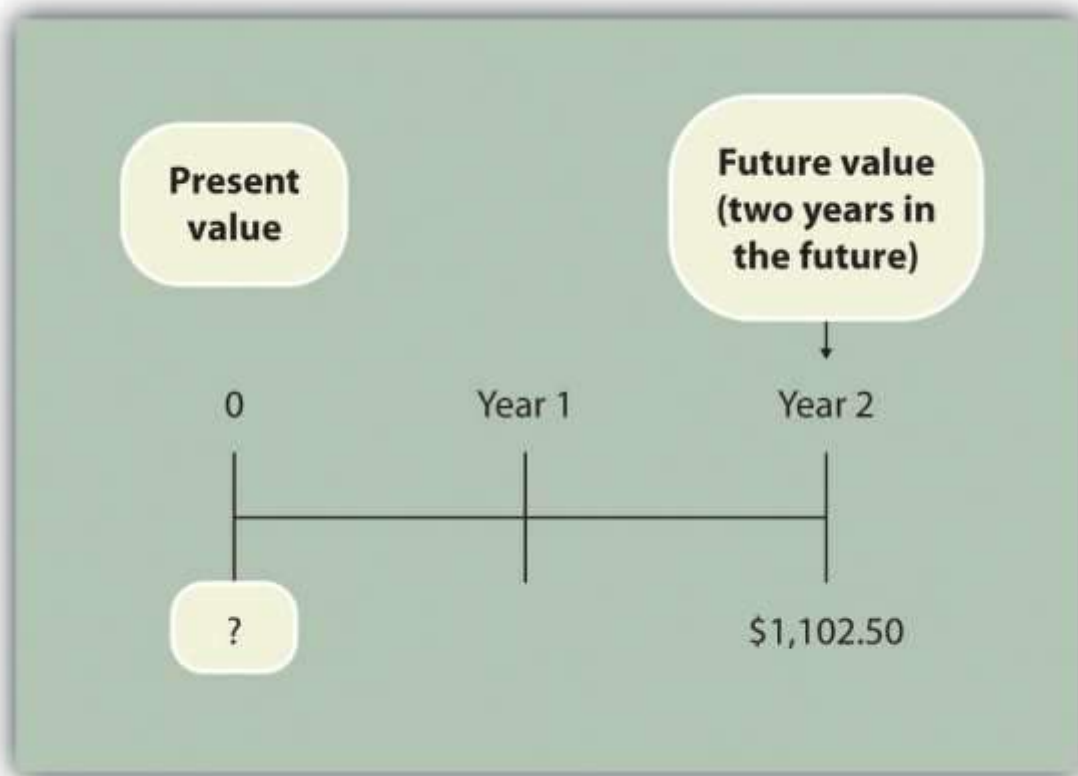 Present
value
Future value
(two years in
the future)
0
Year 1
Year 2
?
$1,102.50